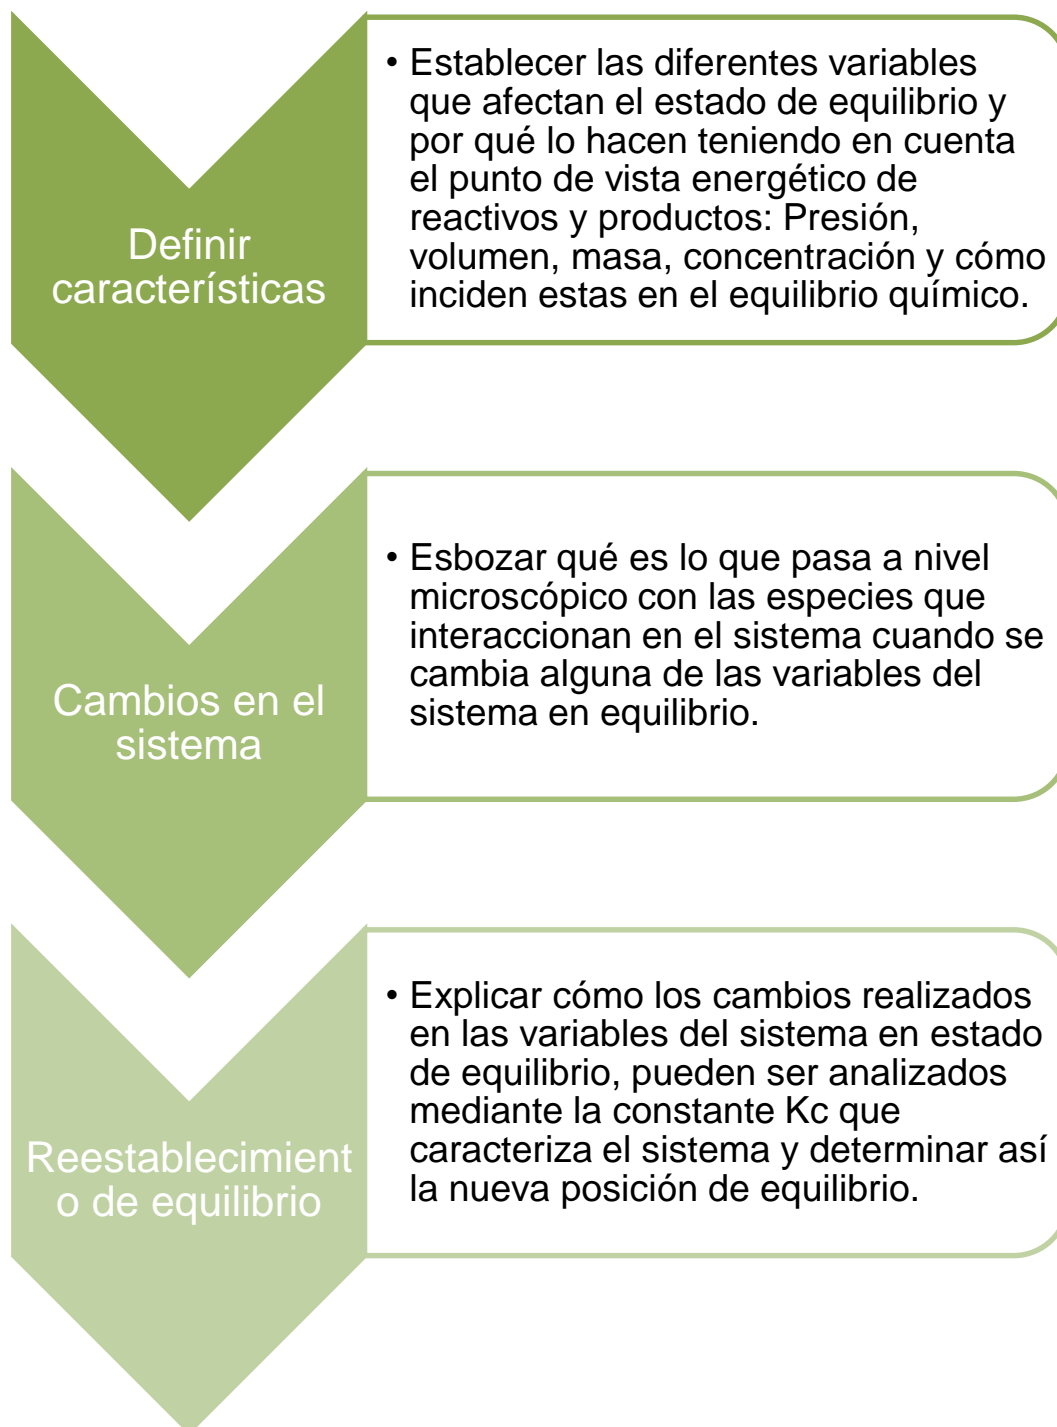 Definir
características
• Establecer las diferentes variables
que afectan el estado de equilibrio y
por qué lo hacen teniendo en cuenta
el punto de vista energético de
reactivos y productos: Presión,
volumen, masa, concentración y cómo
inciden estas en el equilibrio químico.
Cambios en el
sistema
• Esbozar qué es lo que pasa a nivel
microscópico con las especies que
interaccionan en el sistema cuando se
cambia alguna de las variables del
sistema en equilibrio.
Reestablecimient
o de equilibrio
• Explicar cómo los cambios realizados
en las variables del sistema en estado
de equilibrio, pueden ser analizados
mediante la constante Kc que
caracteriza el sistema y determinar así
la nueva posición de equilibrio.